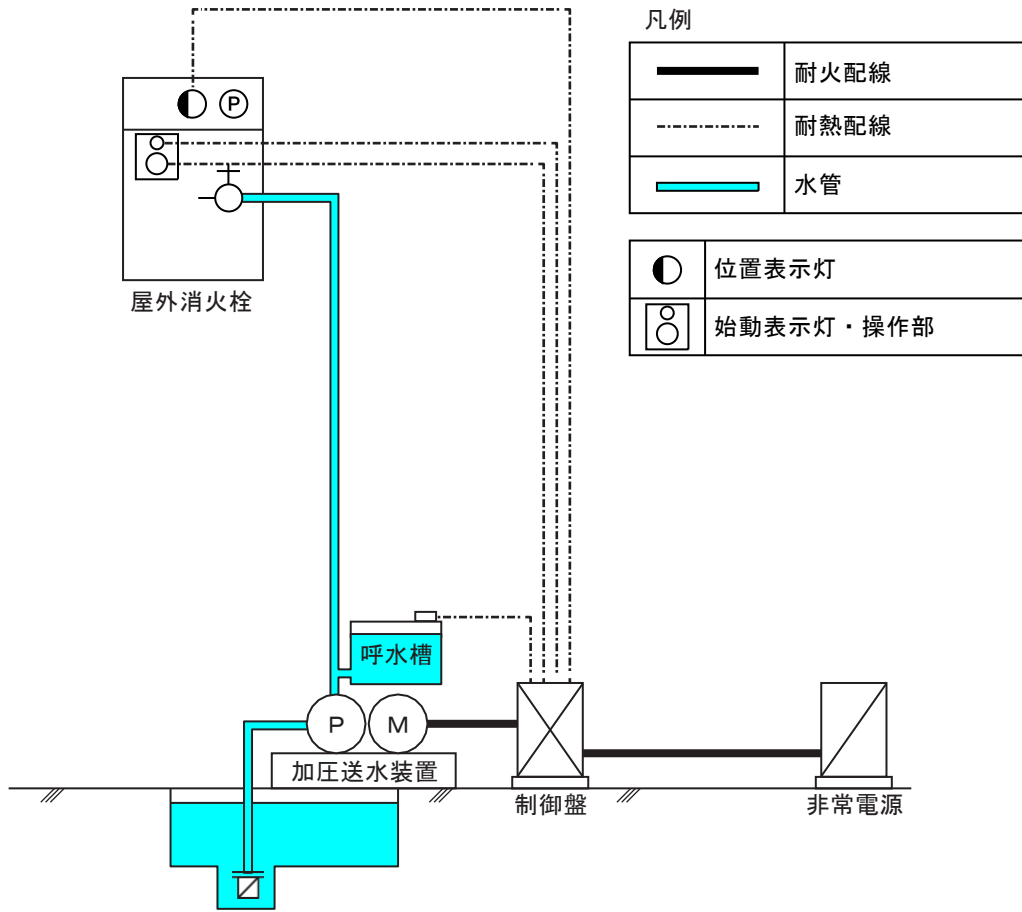 凡例
耐火配線
耐熱配線
水管
位置表示灯
始動表示灯・操作部
P
屋外消火栓
呼水槽
P M
加圧送水装置
制御盤
非常電源